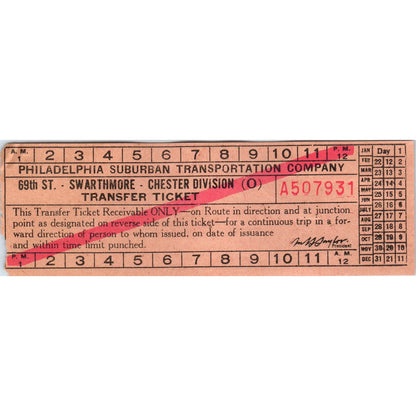 A. M. 1 2 3 4 5 6 7 8 9 10 11 P. M. 12
PHILADELPHIA SUBURBAN TRANSPORTATION COMPANY
69th ST. - SWARTHMORE - CHESTER DIVISION (O)
TRANSFER TICKET
A507931
This Transfer Ticket Receivable ONLY—on Route in direction and at junction
point as designated on reverse side of this ticket—for a continuous trip in a for-
ward direction of person to whom issued, on date of issuance
and within time limit punched.
President
A. M. 1 2 3 4 5 6 7 8 9 10 11 P. M. 12
JAN
FEB
MAR
APR
MAY
JUNE
JULY
AUG
SEP
OCT
NOV
DEC
Day 1
22 12 2
23 13 3
24 14 4
25 15 5
26 16 6
27 17 7
28 18 8
29 19 9
30 20 10
31 21 11